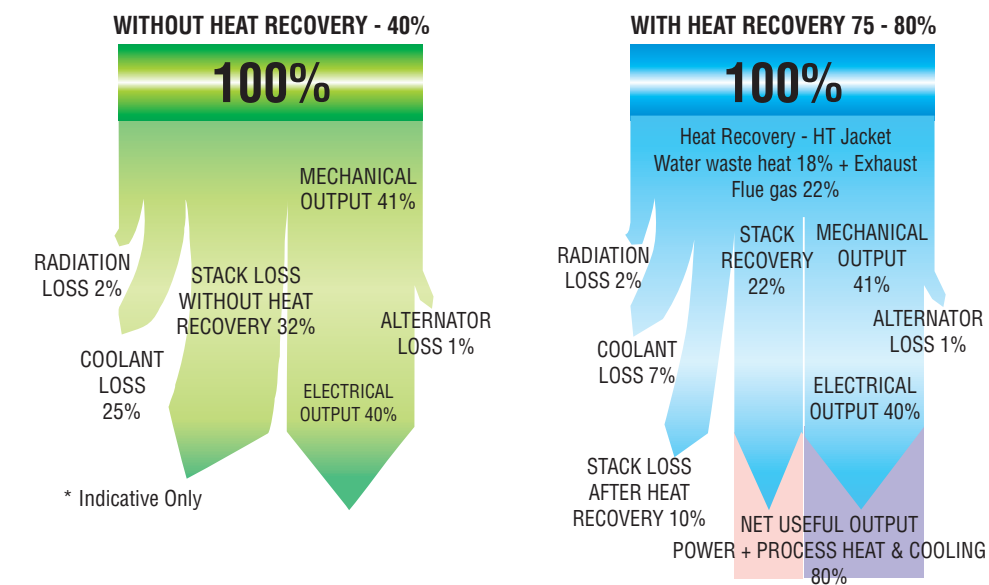 WITHOUT HEAT RECOVERY - 40%
100%
MECHANICAL
OUTPUT 41%
RADIATION
LOSS 2%
STACK LOSS
WITHOUT HEAT
RECOVERY 32%
ALTERNATOR
LOSS 1%
COOLANT
LOSS
25%
ELECTRICAL
OUTPUT 40%
* Indicative Only
WITH HEAT RECOVERY 75 - 80%
100%
Heat Recovery - HT Jacket
Water waste heat 18% + Exhaust
Flue gas 22%
STACK
RECOVERY
22%
MECHANICAL
OUTPUT
41%
RADIATION
LOSS 2%
ALTERNATOR
LOSS 1%
COOLANT
LOSS 7%
ELECTRICAL
OUTPUT 40%
STACK LOSS
AFTER HEAT
RECOVERY 10%
NET USEFUL OUTPUT
POWER + PROCESS HEAT & COOLING
80%